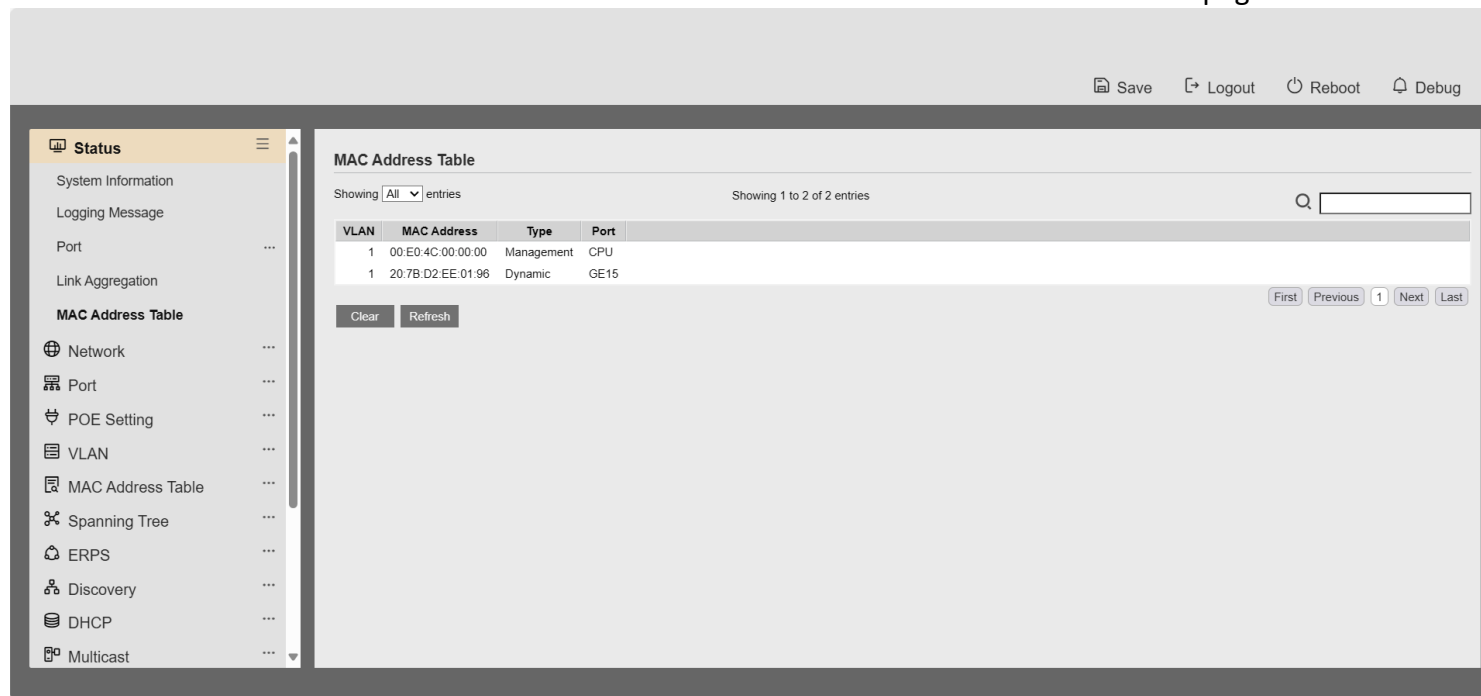 Save Logout Reboot Debug
Status
System Information
Logging Message
Port ...
Link Aggregation
MAC Address Table
Network ...
Port ...
POE Setting ...
VLAN ...
MAC Address Table ...
Spanning Tree ...
ERPS ...
Discovery ...
DHCP ...
Multicast ...
MAC Address Table
Showing All entries Showing 1 to 2 of 2 entries
VLAN MAC Address Type Port
1 00:E0:4C:00:00:00 Management CPU
1 20:7B:D2:EE:01:96 Dynamic GE15
First Previous 1 Next Last
Clear Refresh